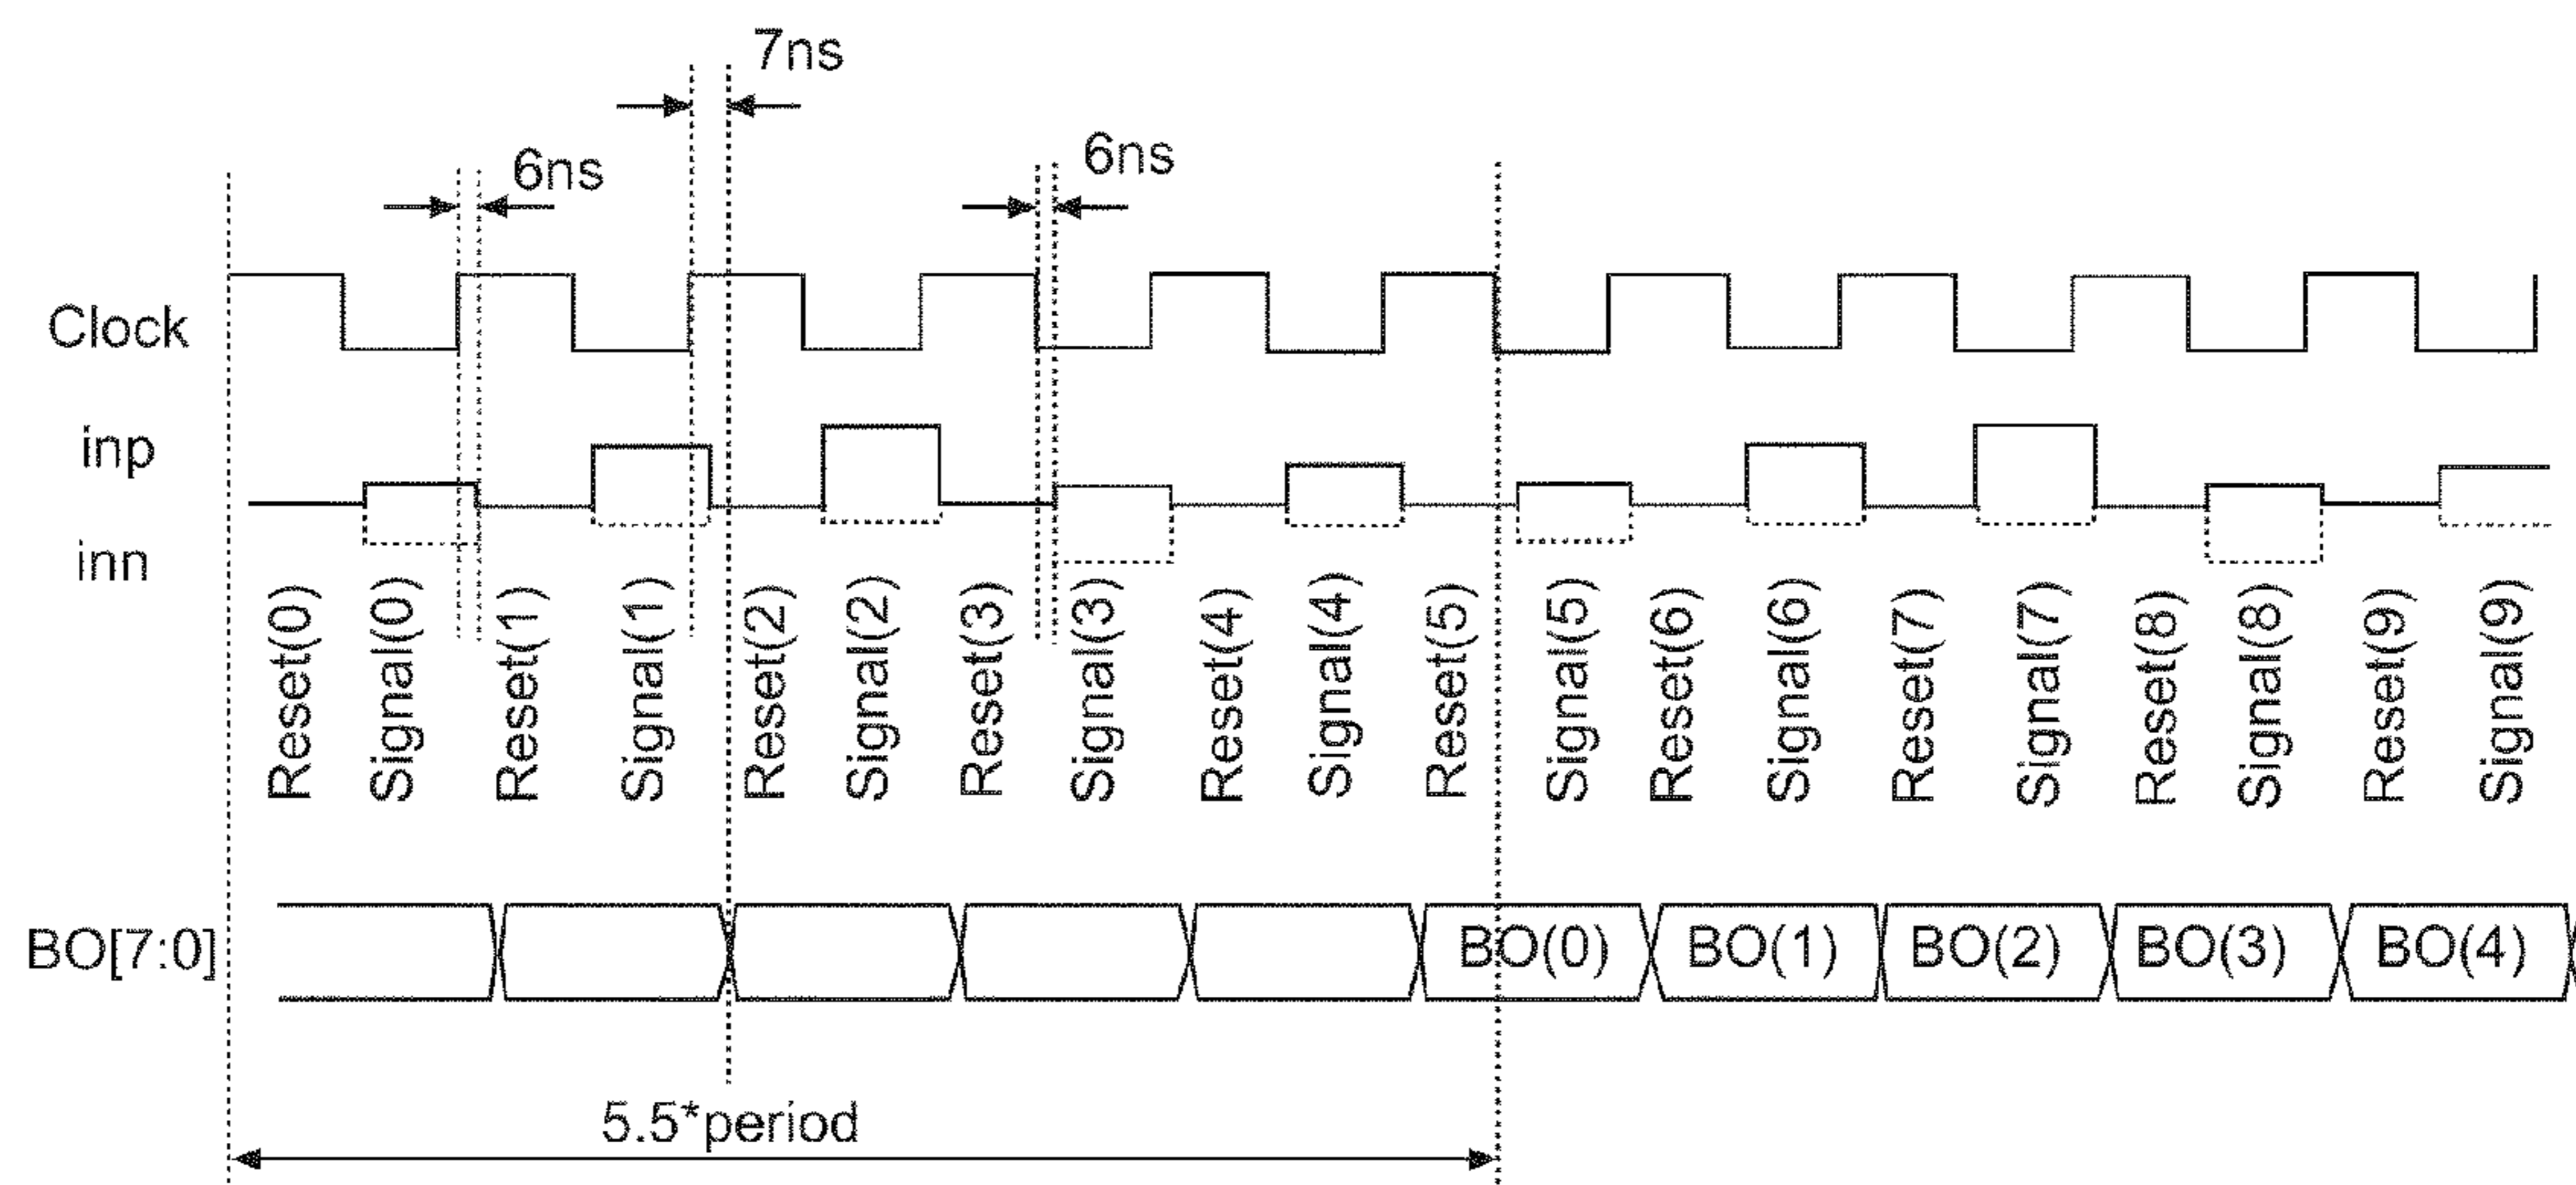 7ns
6ns
6ns
Clock
inp
inn
Reset(0)
Signal(0)
Reset(1)
Signal(1)
Reset(2)
Signal(2)
Reset(3)
Signal(3)
Reset(4)
Signal(4)
Reset(5)
Signal(5)
Reset(6)
Signal(6)
Reset(7)
Signal(7)
Reset(8)
Signal(8)
Reset(9)
Signal(9)
BO[7:0] BO(0) BO(1) BO(2) BO(3) BO(4)
5.5*period